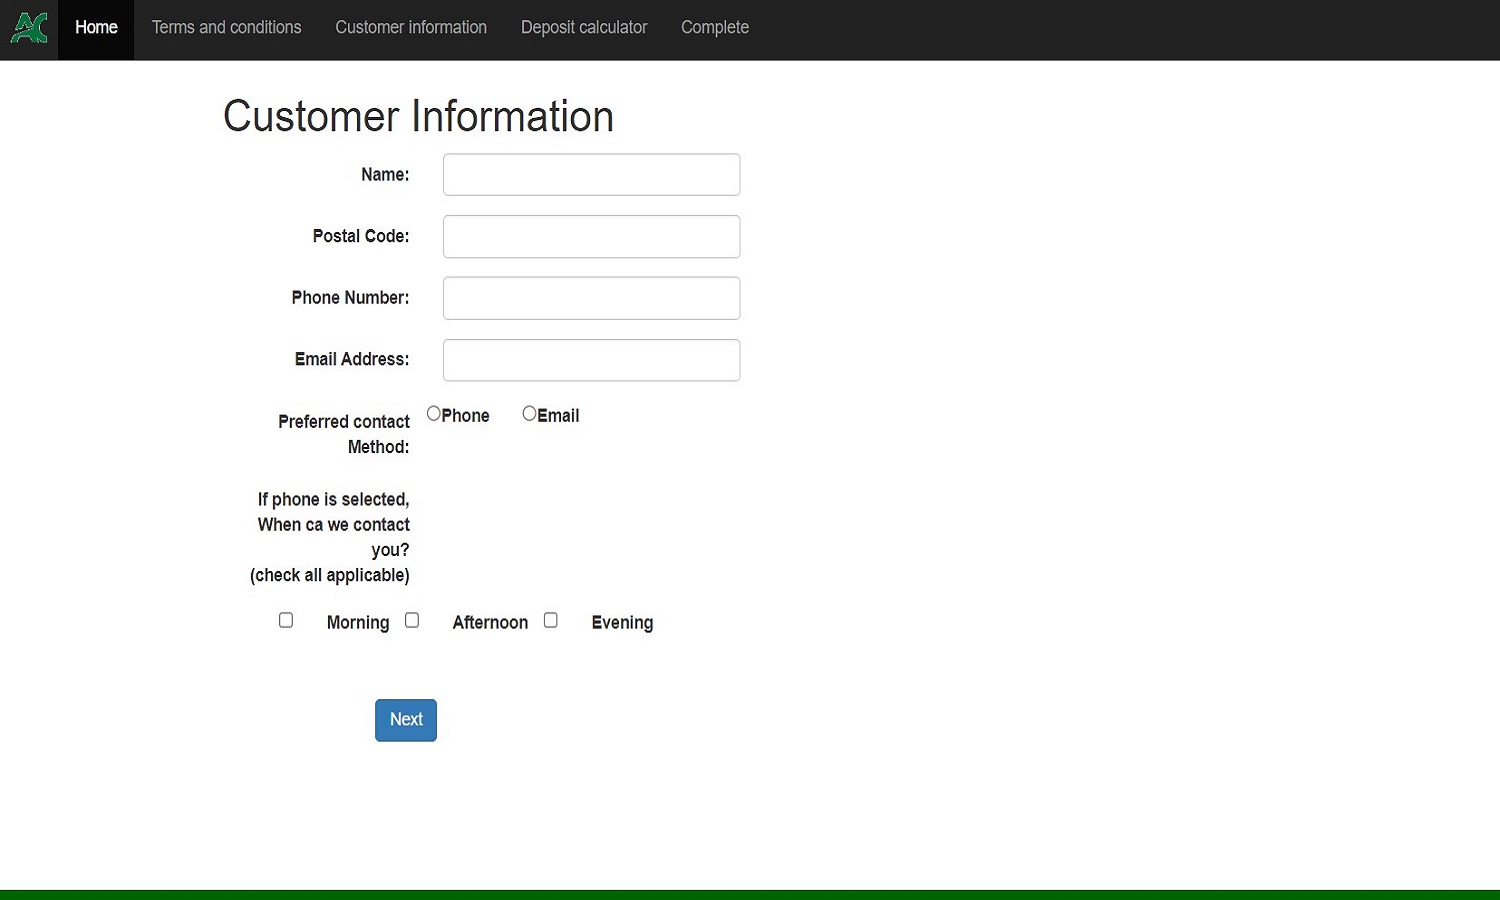 AC Home Terms and conditions Customer information Deposit calculator Complete
Customer Information
Name:
Postal Code:
Phone Number:
Email Address:
Preferred contact Phone Email
Method:
If phone is selected,
When ca we contact
you?
(check all applicable)
Morning Afternoon Evening
Next